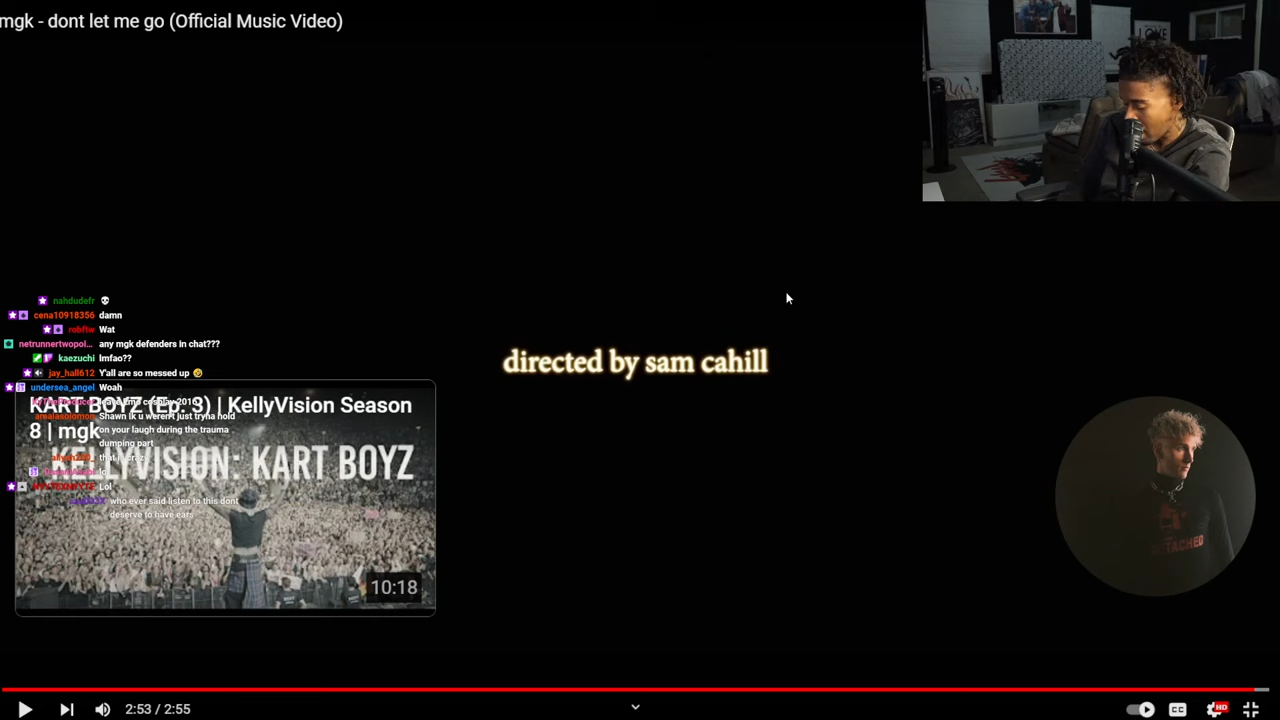 mgk - dont let me go (Official Music Video)
LOVE
nahdudefr
cena10918356 damn
robftw Wat
netrunnertwopoi... any mgk defenders in chat???
kaezuchi lmfao??
jay_hall612 Y'all are so messed up
undersea_angel Woah
KART BOYZ (Ep. 3) | KellyVision Season
8 | mgk
Shawn Ik u weren't just tryna hold
on your laugh during the trauma
dumping part
KELLYVISION: KART BOYZ
Lol
who ever said listen to this dont
deserve to have ears
10:18
directed by sam cahill
DETACHED
2:53 / 2:55
CC
HD